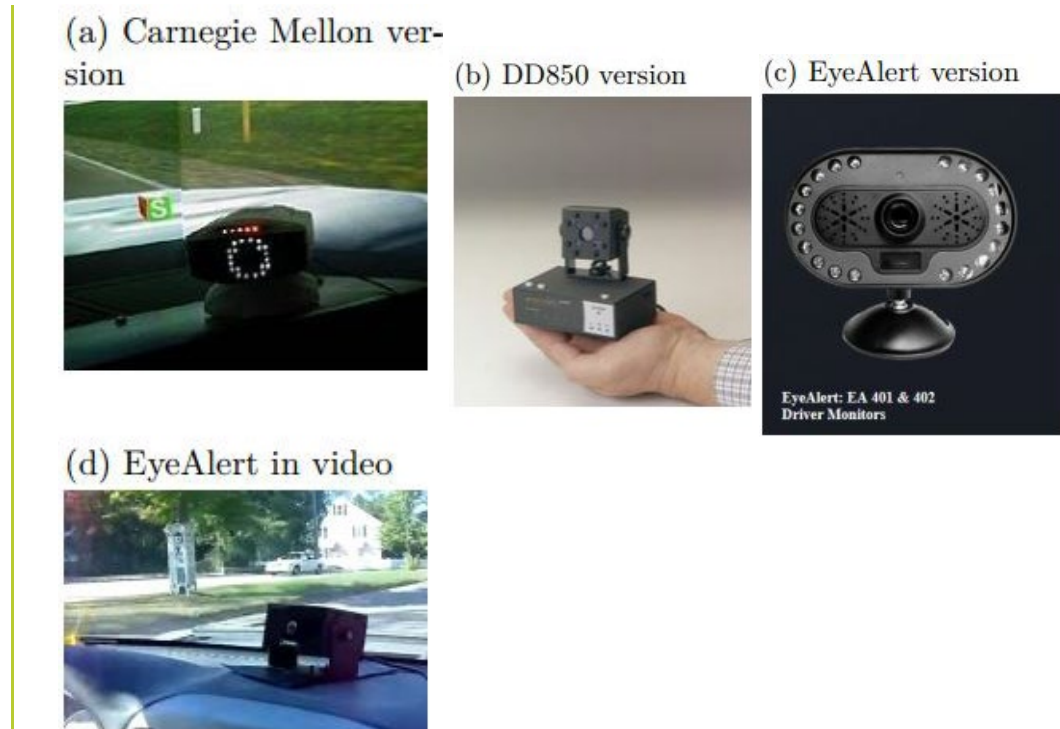 (a) Carnegie Mellon ver-
sion
(b) DD850 version
(c) EyeAlert version
S
EyeAlert: EA 401 & 402
Driver Monitors
(d) EyeAlert in video